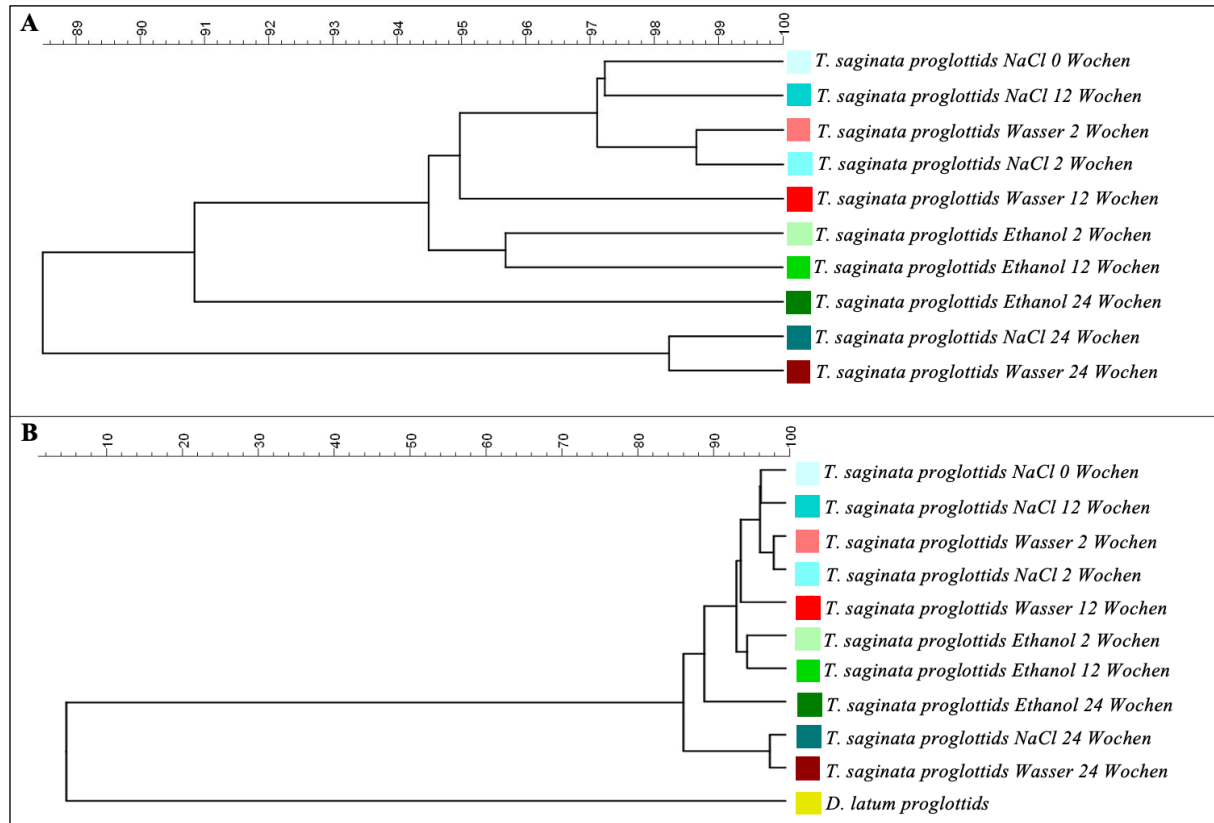 A
89 90 91 92 93 94 95 96 97 98 99 100
T. saginata proglottids NaCl 0 Wochen
T. saginata proglottids NaCl 12 Wochen
T. saginata proglottids Wasser 2 Wochen
T. saginata proglottids NaCl 2 Wochen
T. saginata proglottids Wasser 12 Wochen
T. saginata proglottids Ethanol 2 Wochen
T. saginata proglottids Ethanol 12 Wochen
T. saginata proglottids Ethanol 24 Wochen
T. saginata proglottids NaCl 24 Wochen
T. saginata proglottids Wasser 24 Wochen
B
10 20 30 40 50 60 70 80 90 100
T. saginata proglottids NaCl 0 Wochen
T. saginata proglottids NaCl 12 Wochen
T. saginata proglottids Wasser 2 Wochen
T. saginata proglottids NaCl 2 Wochen
T. saginata proglottids Wasser 12 Wochen
T. saginata proglottids Ethanol 2 Wochen
T. saginata proglottids Ethanol 12 Wochen
T. saginata proglottids Ethanol 24 Wochen
T. saginata proglottids NaCl 24 Wochen
T. saginata proglottids Wasser 24 Wochen
D. latum proglottids